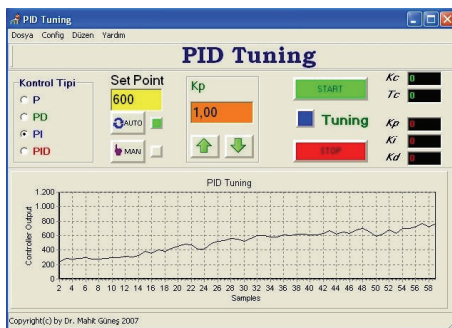 PID Tuning
Dosya Config Düzen Yardım
PID Tuning
Kontrol Tipi
P
PD
PI
PID
Set Point
600
AUTO
MAN
Kp
1,00
START
Tuning
STOP
Kc 0
Tc 0
Kp 0
Ki 0
Kd 0
PID Tuning
Controller Output
1.200
1.000
800
600
400
200
0
2 4 6 8 10 12 14 16 18 20 22 24 26 28 30 32 34 36 38 40 42 44 46 48 50 52 54 56 58
Samples
Copyright(c) by Dr. Mahit Güneş 2007